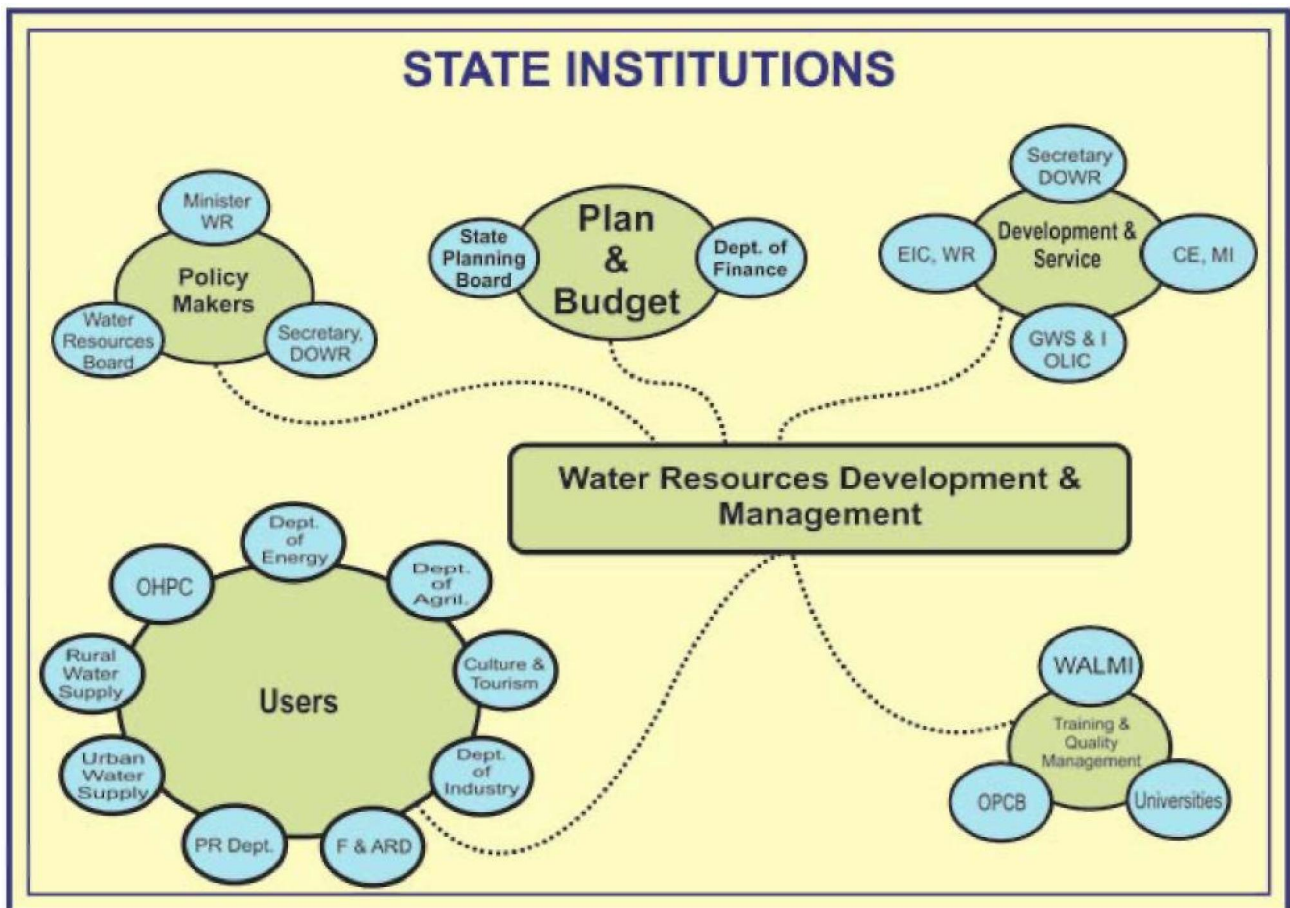 STATE INSTITUTIONS
Minister
WR
Policy
Makers
Water
Resources
Board
Secretary,
DOWR
Plan
&
Budget
State
Planning
Board
Dept. of
Finance
Secretary
DOWR
Development &
Service
EIC, WR
CE, MI
GWS & I
OLIC
Water Resources Development &
Management
Dept.
of
Energy
OHPC
Dept.
of
Agril.
Rural
Water
Supply
Culture &
Tourism
Users
Urban
Water
Supply
Dept.
of
Industry
PR Dept.
F & ARD
WALMI
Training &
Quality
Management
OPCB
Universities